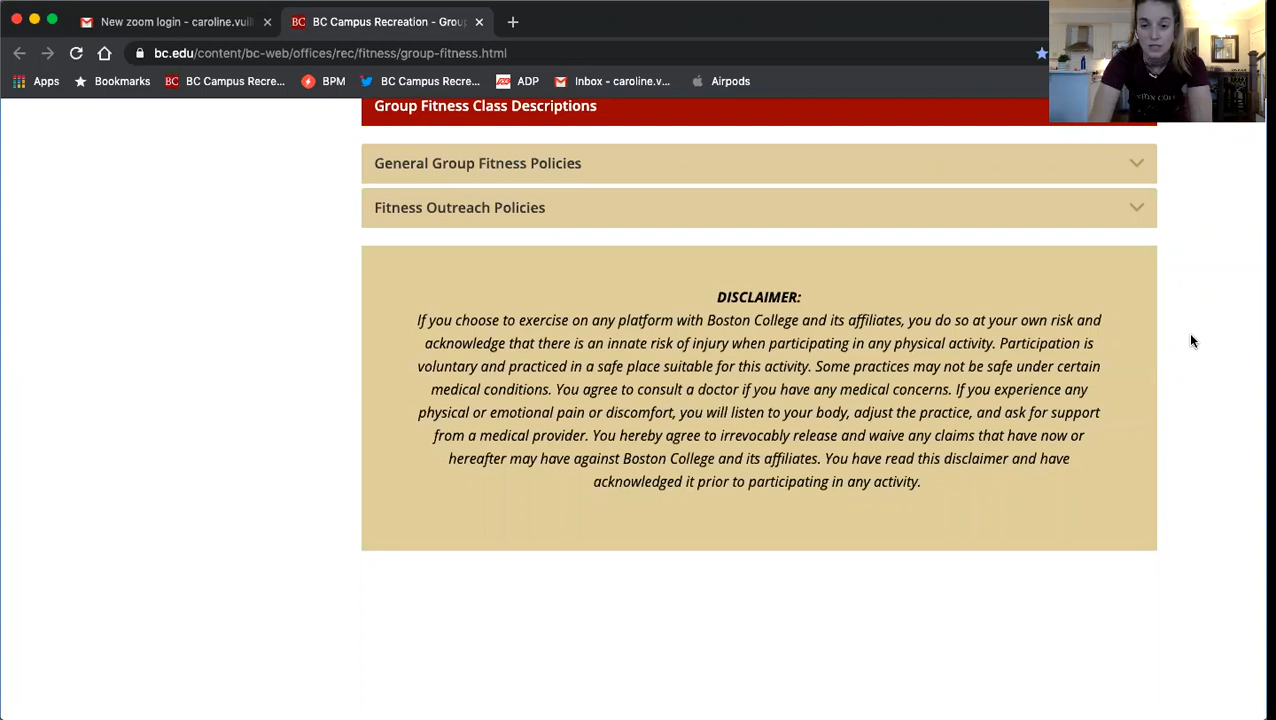 New zoom login - caroline.vuil
BC Campus Recreation - Grou
bc.edu/content/bc-web/offices/rec/fitness/group-fitness.html
Apps
Bookmarks
BC
BC Campus Recre...
BPM
BC Campus Recre...
ADP
Inbox - caroline.v...
Airpods
Group Fitness Class Descriptions
General Group Fitness Policies
Fitness Outreach Policies
DISCLAIMER:
If you choose to exercise on any platform with Boston College and its affiliates, you do so at your own risk and
acknowledge that there is an innate risk of injury when participating in any physical activity. Participation is
voluntary and practiced in a safe place suitable for this activity. Some practices may not be safe under certain
medical conditions. You agree to consult a doctor if you have any medical concerns. If you experience any
physical or emotional pain or discomfort, you will listen to your body, adjust the practice, and ask for support
from a medical provider. You hereby agree to irrevocably release and waive any claims that have now or
hereafter may have against Boston College and its affiliates. You have read this disclaimer and have
acknowledged it prior to participating in any activity.